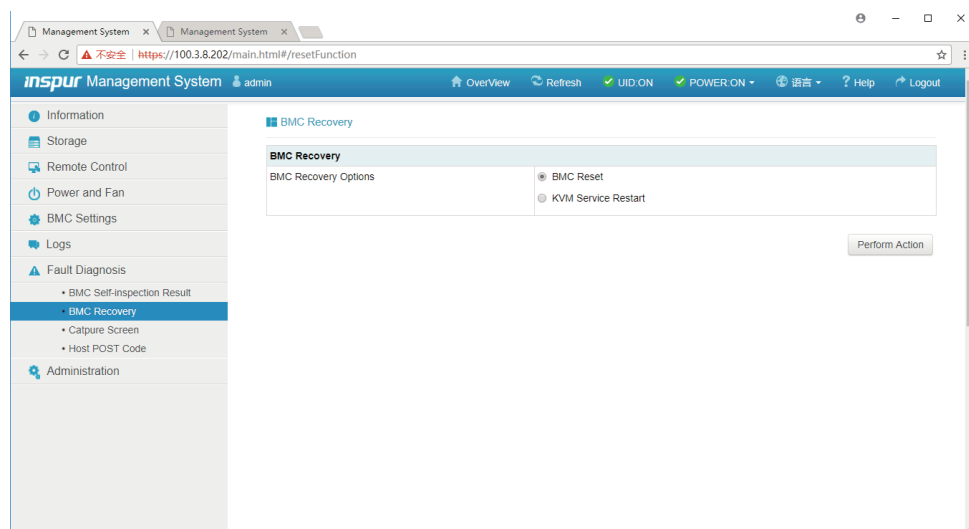 Management System
Management System
不安全 | https://100.3.8.202/main.html#/resetFunction
inspur Management System admin OverView Refresh UID:ON POWER:ON 语言 Help Logout
Information
Storage
Remote Control
Power and Fan
BMC Settings
Logs
Fault Diagnosis
• BMC Self-inspection Result
• BMC Recovery
• Catpure Screen
• Host POST Code
Administration
BMC Recovery
BMC Recovery
BMC Recovery Options
BMC Reset
KVM Service Restart
Perform Action